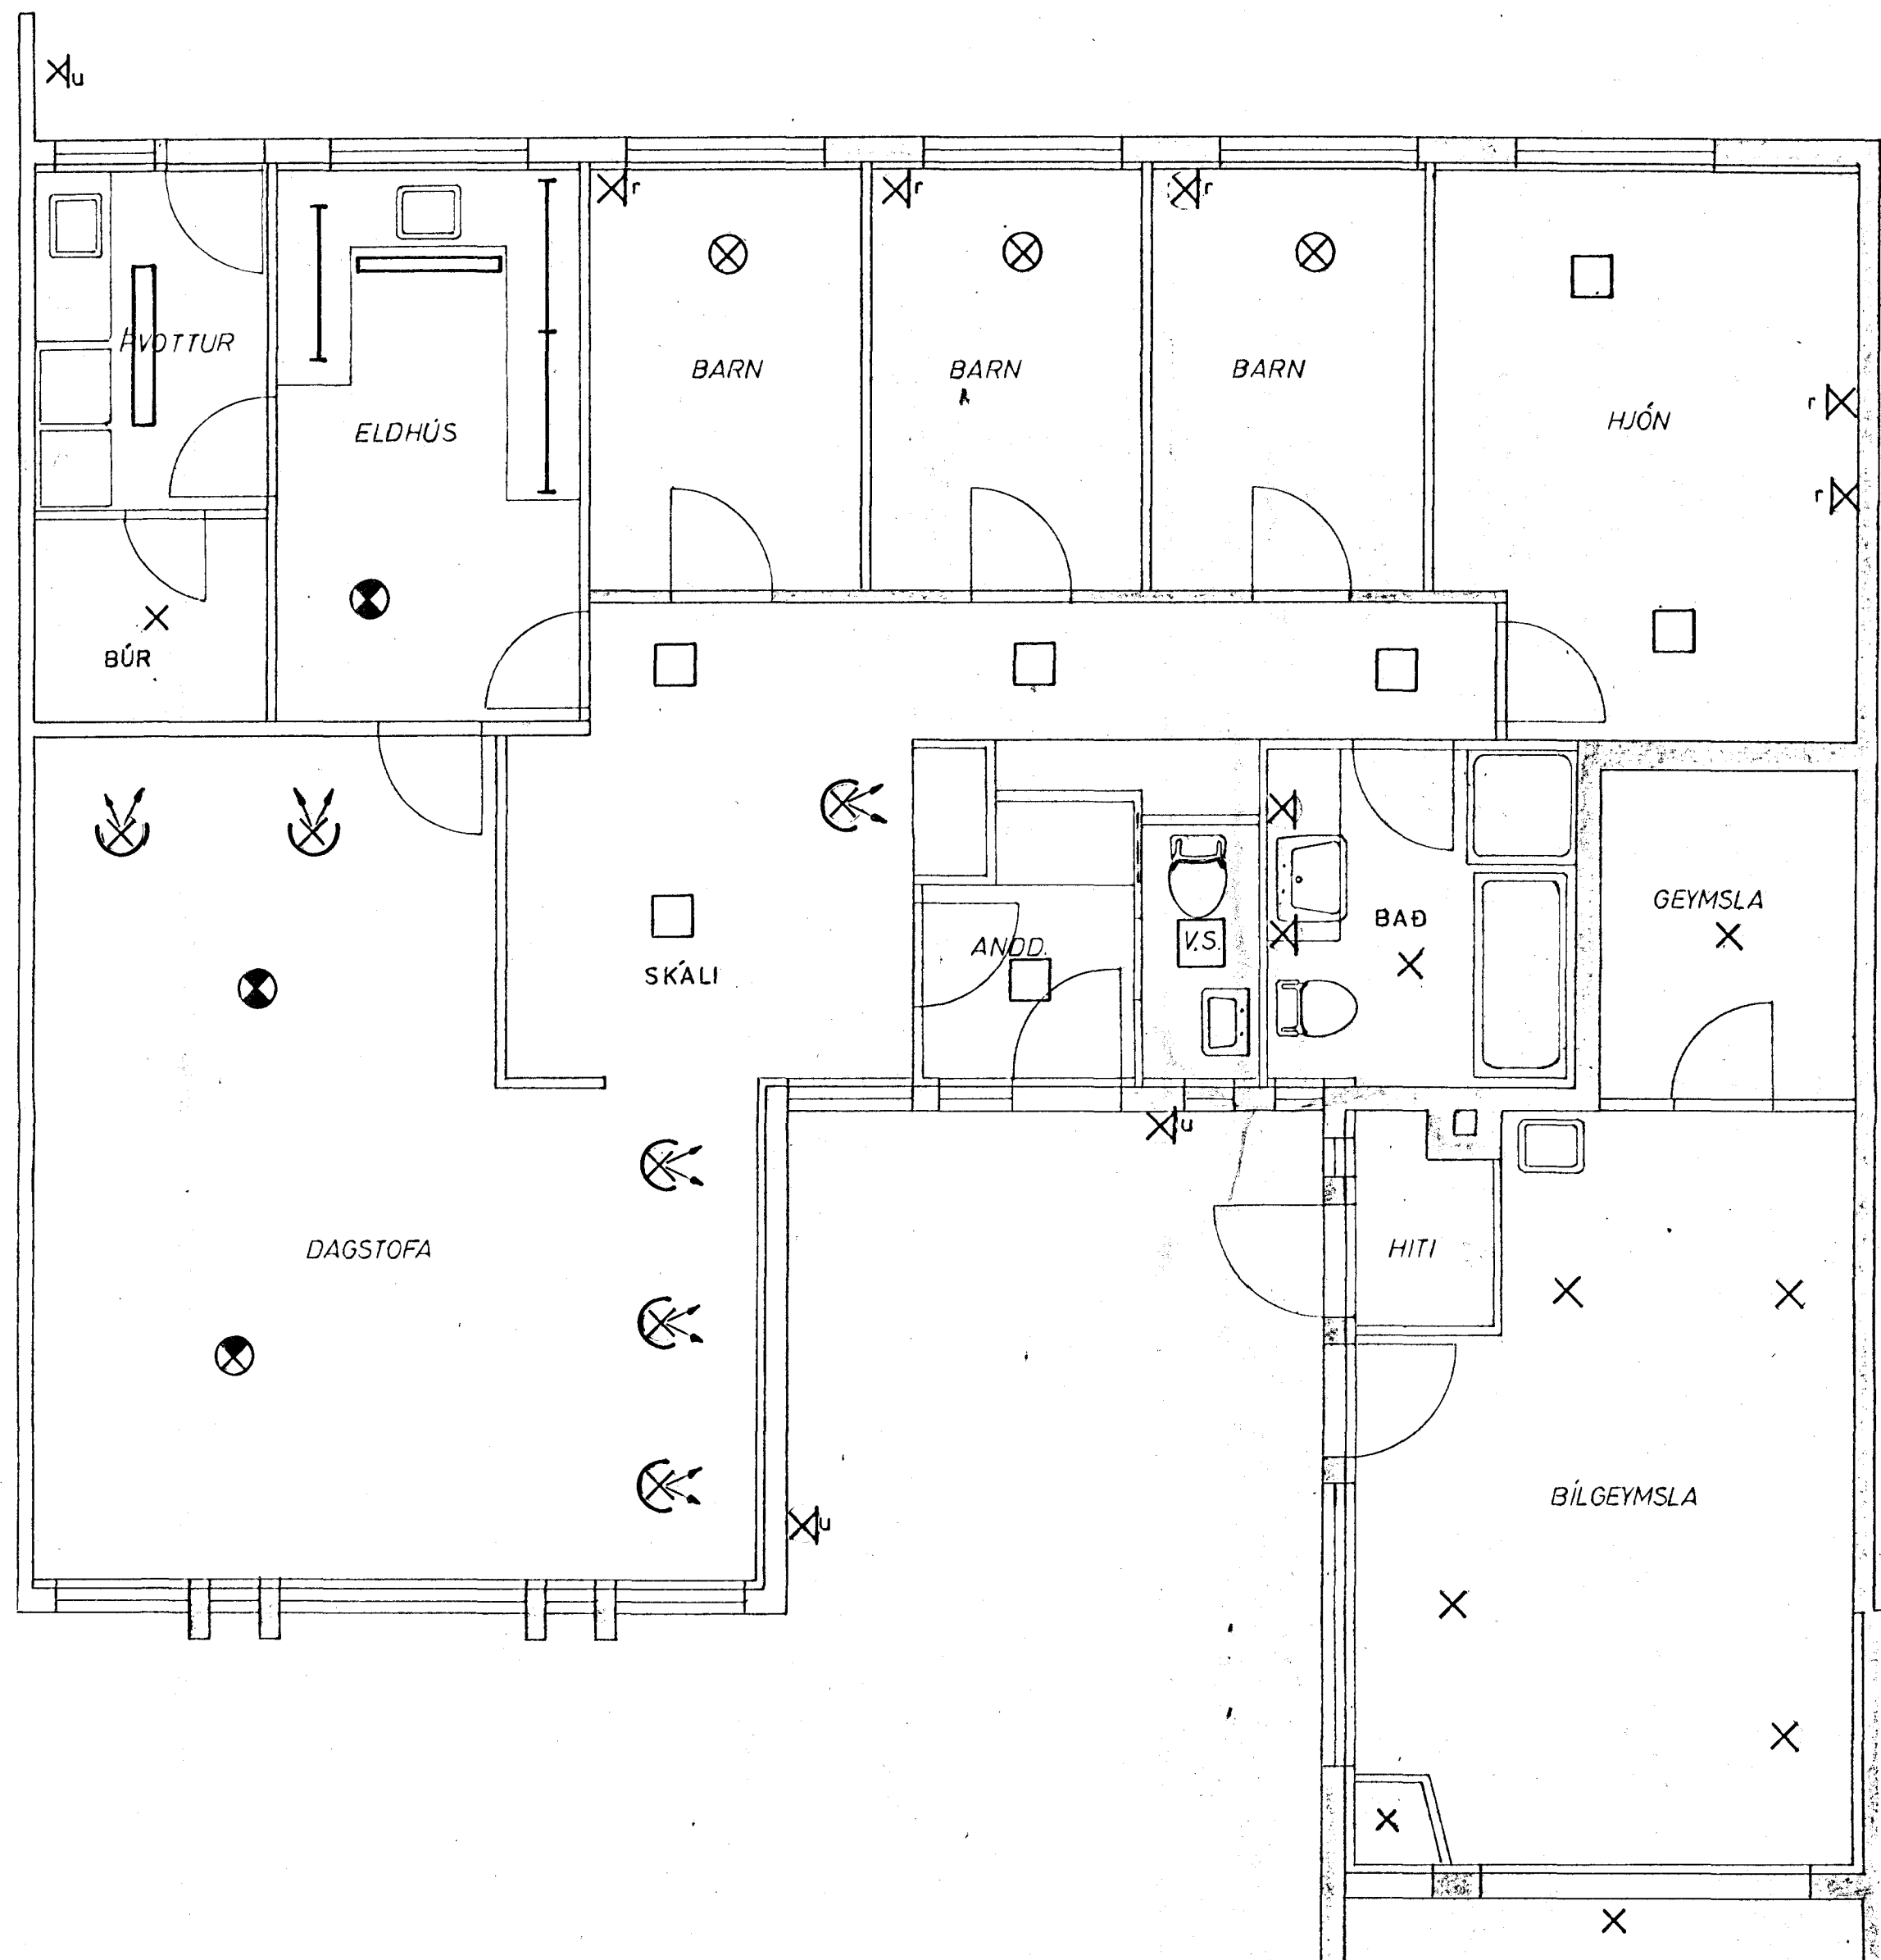 u
r
r
r
ÞVOTTUR
BARN
BARN
BARN
r
HJÓN
ELDHÚS
r
BÚR
GEYMSLA
BAÐ
V.S.
ANDD.
SKÁLI
u
DAGSTOFA
HITI
BÍLGEYMSLA
u